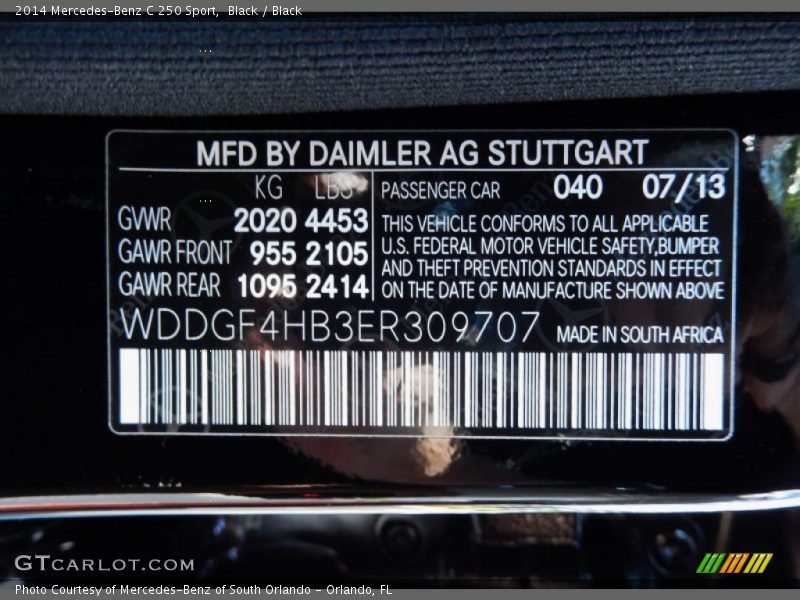 2014 Mercedes-Benz C 250 Sport, Black / Black
MFD BY DAIMLER AG STUTTGART
KG LBS PASSENGER CAR 040 07/13
GVWR 2020 4453 THIS VEHICLE CONFORMS TO ALL APPLICABLE
GAWR FRONT 955 2105 U.S. FEDERAL MOTOR VEHICLE SAFETY,BUMPER
AND THEFT PREVENTION STANDARDS IN EFFECT
GAWR REAR 1095 2414 ON THE DATE OF MANUFACTURE SHOWN ABOVE
WDDGF4HB3ER309707 MADE IN SOUTH AFRICA
GTCARLOT.COM
Photo Courtesy of Mercedes-Benz of South Orlando - Orlando, FL